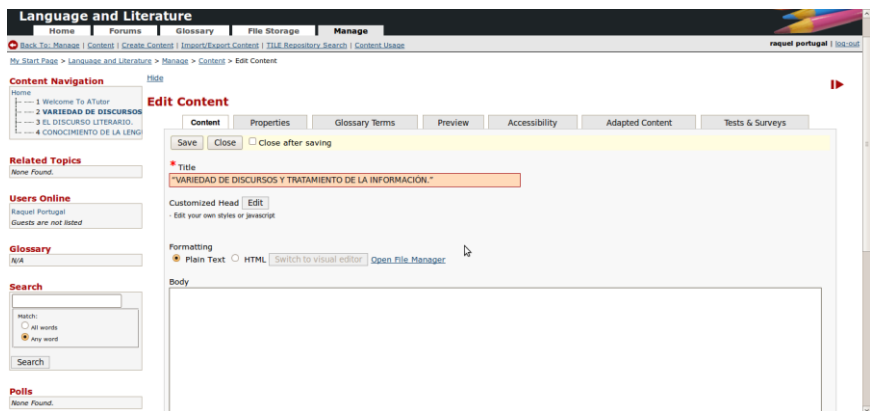 Language and Literature
Home Forums Glossary File Storage Manage
Back To: Manage | Content | Create Content | Import/Export Content | TILE Repository Search | Content Usage
raquel portugal | log-out
My Start Page > Language and Literature > Manage > Content > Edit Content
Content Navigation
Home
1 Welcome To ATutor
2 VARIEDAD DE DISCURSOS
3 EL DISCURSO LITERARIO.
4 CONOCIMIENTO DE LA LENG
Related Topics
None Found.
Users Online
Raquel Portugal
Guests are not listed
Glossary
N/A
Search
Match:
All words
Any word
Search
Polls
None Found.
Hide
Edit Content
Content Properties Glossary Terms Preview Accessibility Adapted Content Tests & Surveys
Save Close Close after saving
* Title
"VARIEDAD DE DISCURSOS Y TRATAMIENTO DE LA INFORMACIÓN."
Customized Head Edit
- Edit your own styles or javascript
Formatting
Plain Text HTML Switch to visual editor Open File Manager
Body